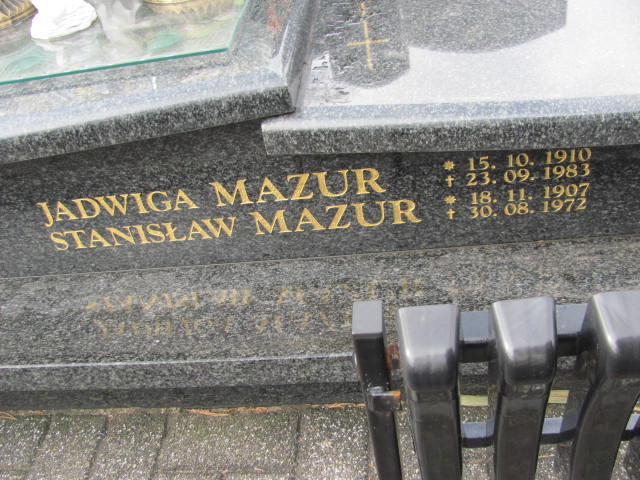 JADWIGA MAZUR * 15. 10. 1910 ✝ 23. 09. 1983
STANISŁAW MAZUR * 18. 11. 1907 ✝ 30. 08. 1972